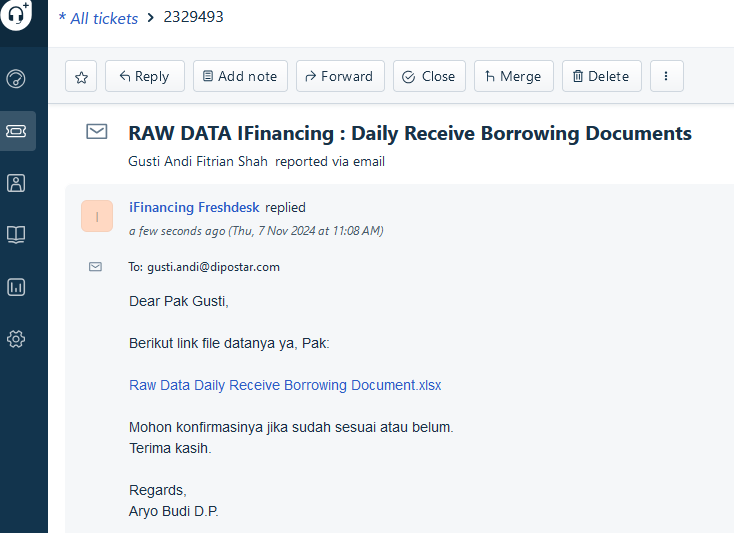 * All tickets > 2329493
Reply Add note Forward Close Merge Delete
RAW DATA IFinancing : Daily Receive Borrowing Documents
Gusti Andi Fitrian Shah reported via email
I
iFinancing Freshdesk replied
a few seconds ago (Thu, 7 Nov 2024 at 11:08 AM)
To: gusti.andi@dipostar.com
Dear Pak Gusti,
Berikut link file datanya ya, Pak:
Raw Data Daily Receive Borrowing Document.xlsx
Mohon konfirmasinya jika sudah sesuai atau belum.
Terima kasih.
Regards,
Aryo Budi D.P.